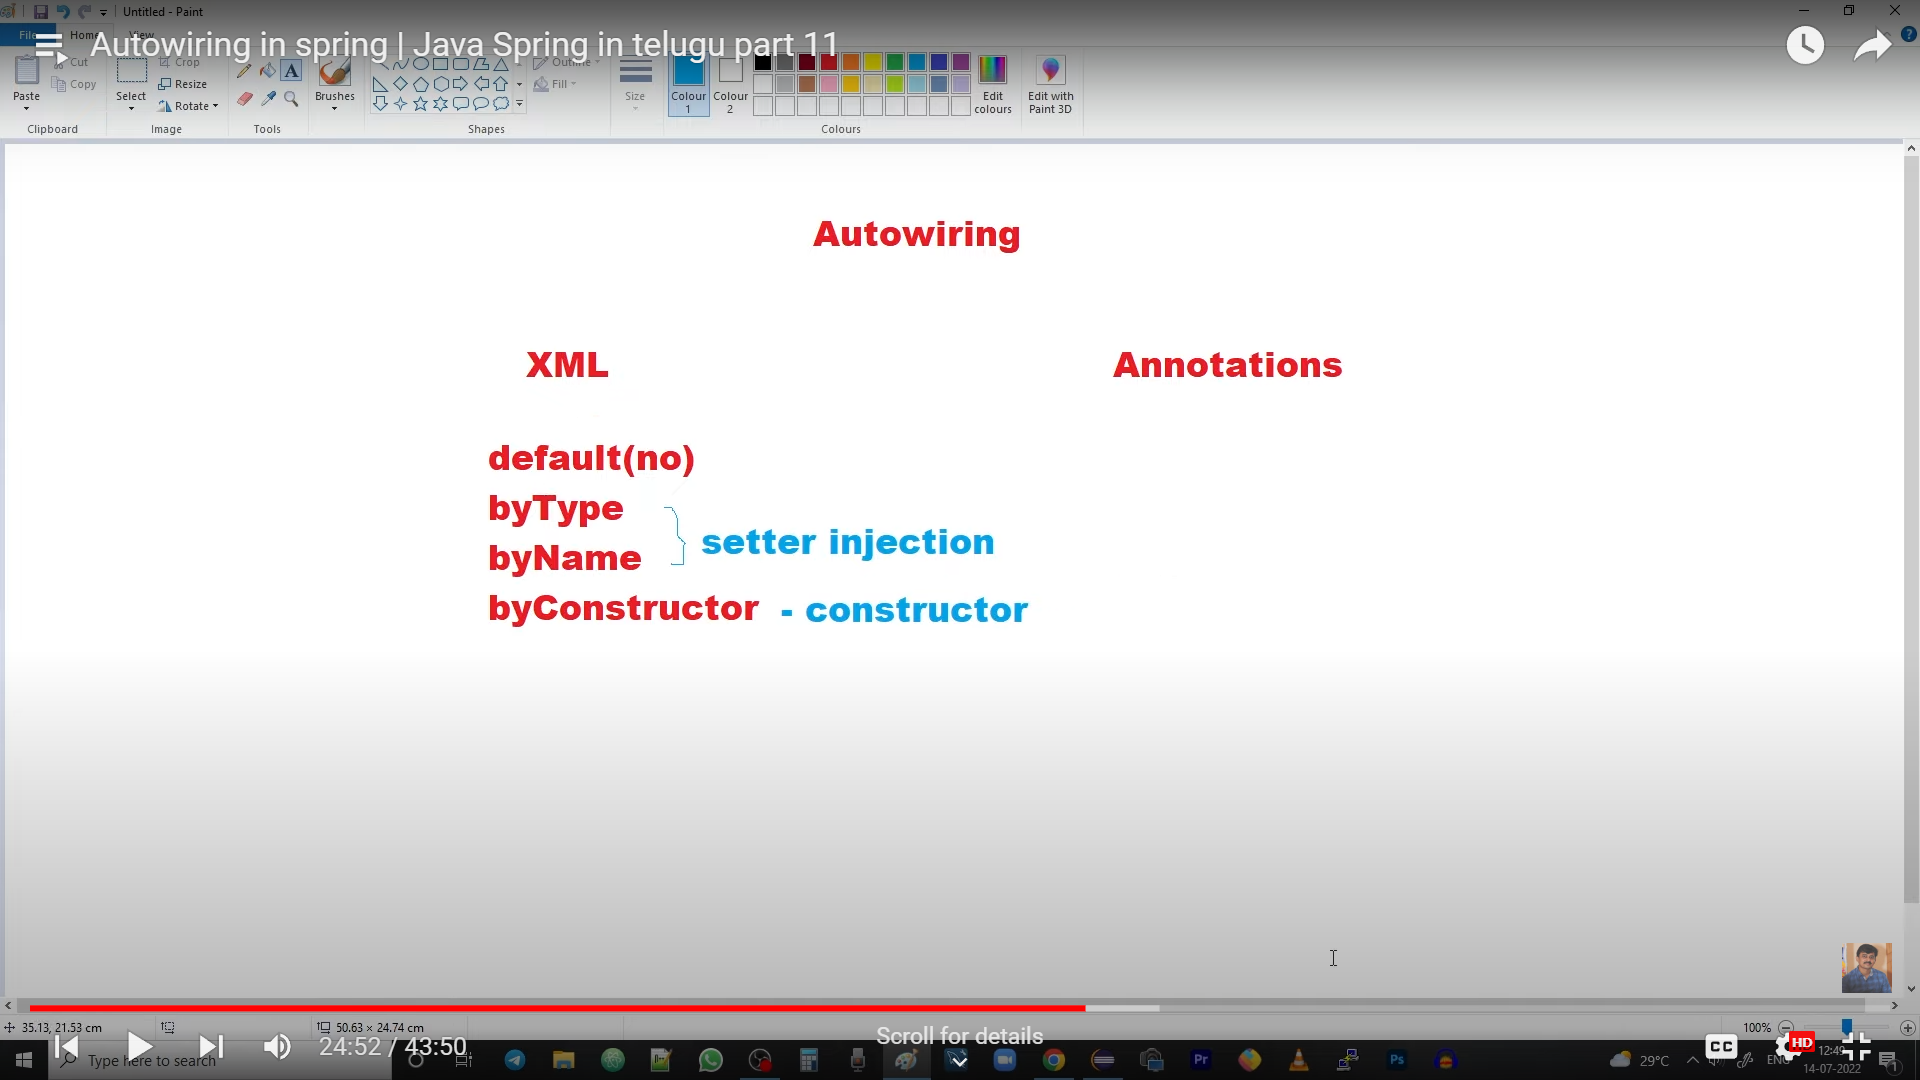 Untitled - Paint
File Home View
Autowiring in spring | Java Spring in telugu part 11
Cut
Copy
Paste
Clipboard
Select
Crop
Resize
Rotate
Image
Tools
Brushes
Shapes
Outline
Fill
Size
Colour 1
Colour 2
Colours
Edit colours
Edit with Paint 3D
Autowiring
XML Annotations
default(no)
byType
setter injection
byName
byConstructor - constructor
35.13, 21.53 cm
50.63 × 24.74 cm
100%
Scroll for details
24:52 / 43:50
Type here to search
CC
HD
29°C
ENG
12:49
14-07-2022